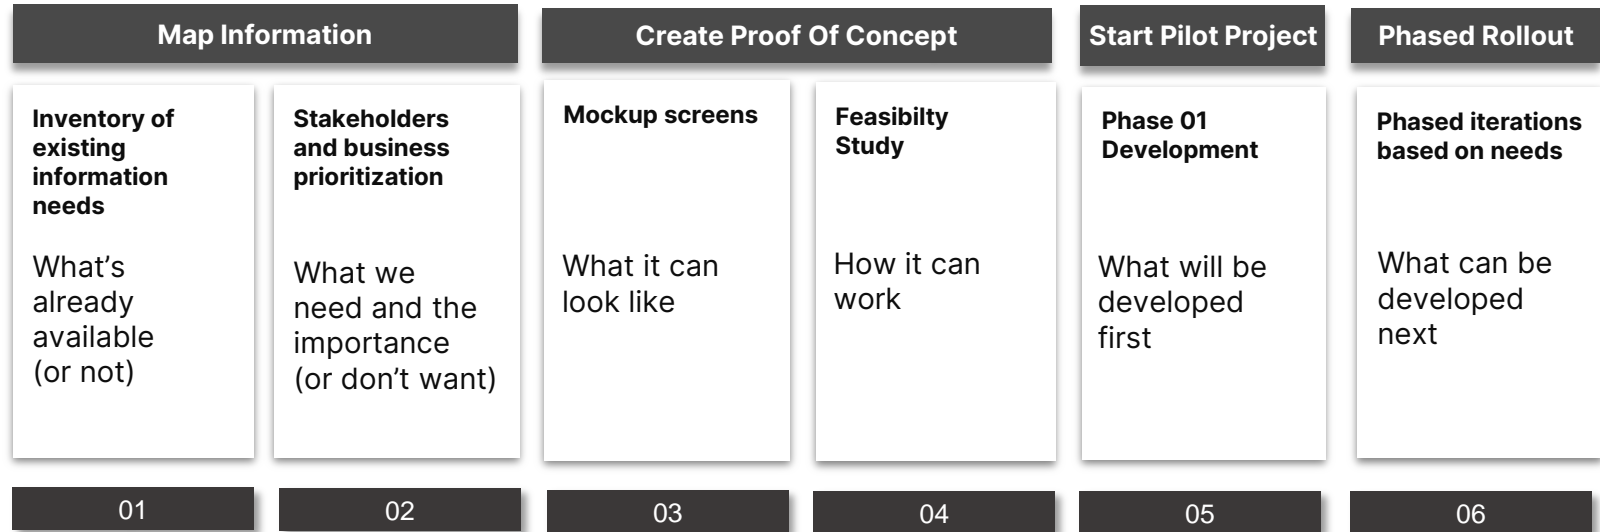 Map Information
Create Proof Of Concept
Start Pilot Project
Phased Rollout
Inventory of
existing
information
needs
What's
already
available
(or not)
Stakeholders
and business
prioritization
What we
need and the
importance
(or don't want)
Mockup screens
What it can
look like
Feasibilty
Study
How it can
work
Phase 01
Development
What will be
developed
first
Phased iterations
based on needs
What can be
developed
next
01
02
03
04
05
06